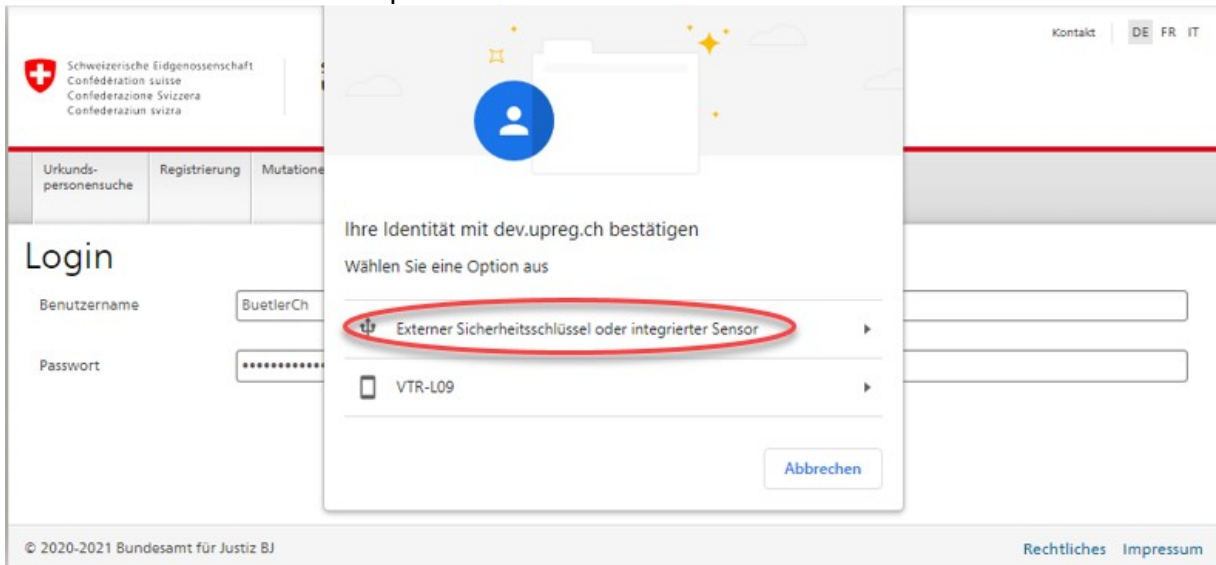 Kontakt DE FR IT
Schweizerische Eidgenossenschaft
Confédération suisse
Confederazione Svizzera
Confederaziun svizra
Urkunds-
personensuche
Registrierung
Ihre Identität mit dev.upreg.ch bestätigen
Wählen Sie eine Option aus
Login
Benutzername BuetlerCh
Externer Sicherheitsschlüssel oder integrierter Sensor
Passwort ••••••••••••
VTR-L09
Abbrechen
© 2020-2021 Bundesamt für Justiz BJ
Rechtliches Impressum